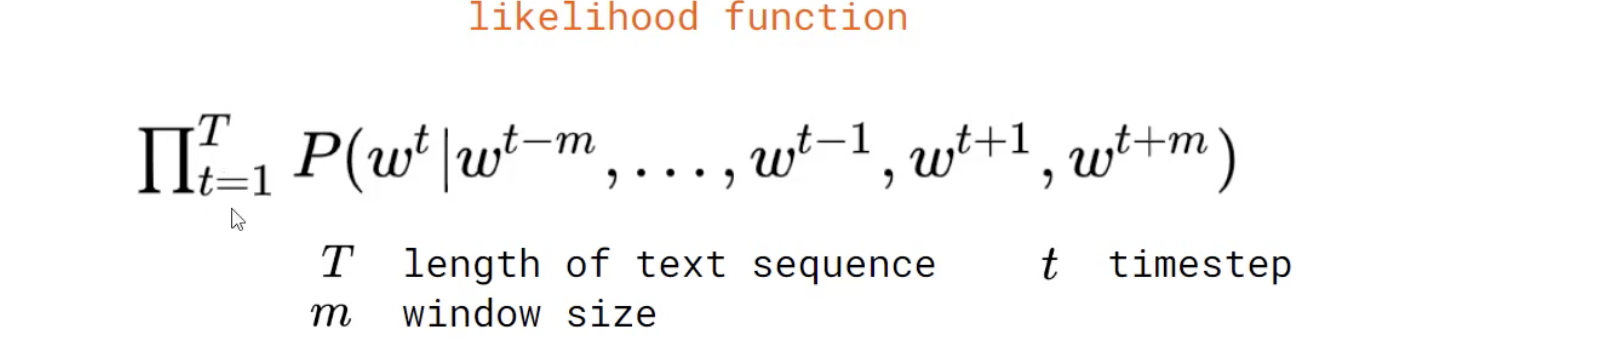 likelihood function
∏_{t=1}^{T} P(w^t|w^{t−m}, ..., w^{t−1}, w^{t+1}, w^{t+m})
T length of text sequence t timestep
m window size